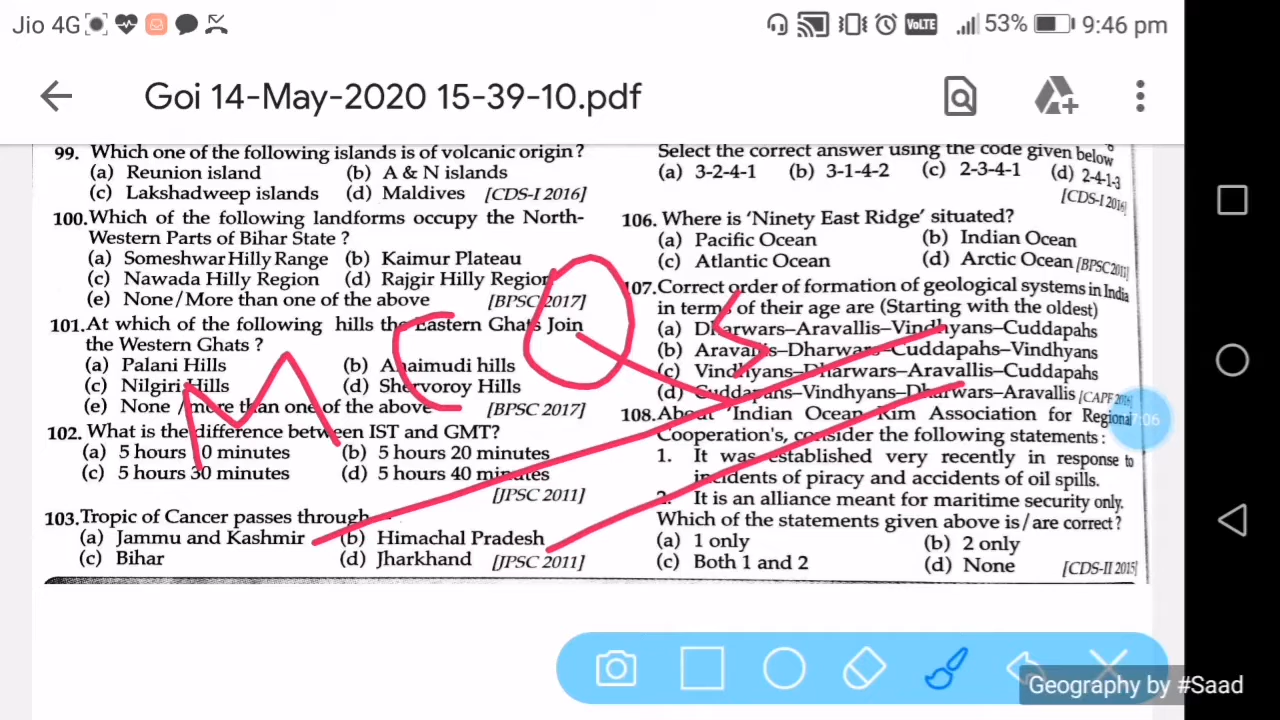 Jio 4G
VoLTE
53%
9:46 pm
Goi 14-May-2020 15-39-10.pdf
99. Which one of the following islands is of volcanic origin?
(a) Reunion island (b) A & N islands
(c) Lakshadweep islands (d) Maldives [CDS-I 2016]
100.Which of the following landforms occupy the North-
Western Parts of Bihar State ?
(a) Someshwar Hilly Range (b) Kaimur Plateau
(c) Nawada Hilly Region (d) Rajgir Hilly Region
(e) None/More than one of the above [BPSC 2017]
101.At which of the following hills the Eastern Ghats Join
the Western Ghats ?
(a) Palani Hills (b) Anaimudi hills
(c) Nilgiri Hills (d) Shervoroy Hills
(e) None /more than one of the above [BPSC 2017]
102. What is the difference between IST and GMT?
(a) 5 hours 10 minutes (b) 5 hours 20 minutes
(c) 5 hours 30 minutes (d) 5 hours 40 minutes
[JPSC 2011]
103.Tropic of Cancer passes through
(a) Jammu and Kashmir (b) Himachal Pradesh
(c) Bihar (d) Jharkhand [JPSC 2011]
Select the correct answer using the code given below
(a) 3-2-4-1 (b) 3-1-4-2 (c) 2-3-4-1 (d) 2-4-1-3
[CDS-I 2016]
106. Where is 'Ninety East Ridge' situated?
(a) Pacific Ocean (b) Indian Ocean
(c) Atlantic Ocean (d) Arctic Ocean [BPSC 2011]
107.Correct order of formation of geological systems in India
in terms of their age are (Starting with the oldest)
(a) Dharwars–Aravallis–Vindhyans–Cuddapahs
(b) Aravallis–Dharwars–Cuddapahs–Vindhyans
(c) Vindhyans–Dharwars–Aravallis–Cuddapahs
(d) Cuddapans–Vindhyans–Dharwars–Aravallis [CAPF 2016]
108. About 'Indian Ocean Rim Association for Regional
Cooperation's, consider the following statements :
1. It was established very recently in response to
incidents of piracy and accidents of oil spills.
2. It is an alliance meant for maritime security only.
Which of the statements given above is/are correct?
(a) 1 only (b) 2 only
(c) Both 1 and 2 (d) None [CDS-II 2015]
MCQs
:06
Geography by #Saad